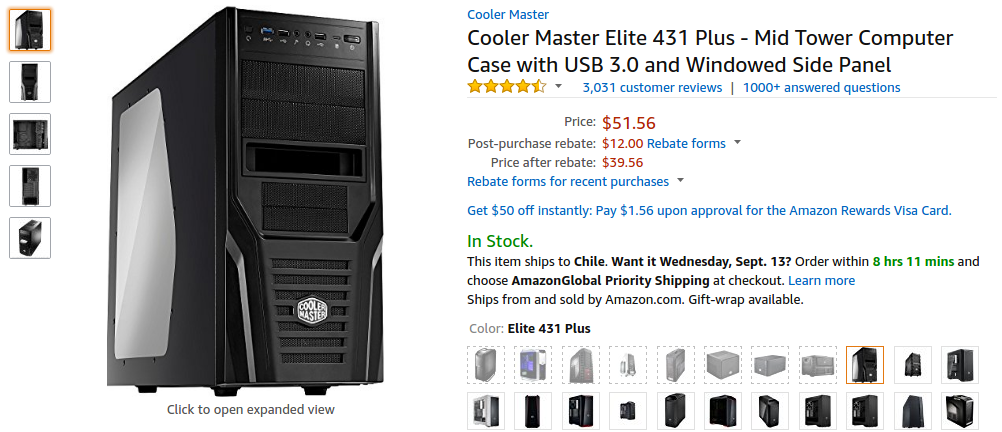 Cooler Master
Cooler Master Elite 431 Plus - Mid Tower Computer
Case with USB 3.0 and Windowed Side Panel
3,031 customer reviews | 1000+ answered questions
Price: $51.56
Post-purchase rebate: $12.00 Rebate forms
Price after rebate: $39.56
Rebate forms for recent purchases
Get $50 off instantly: Pay $1.56 upon approval for the Amazon Rewards Visa Card.
In Stock.
This item ships to Chile. Want it Wednesday, Sept. 13? Order within 8 hrs 11 mins and
choose AmazonGlobal Priority Shipping at checkout. Learn more
Ships from and sold by Amazon.com. Gift-wrap available.
Color: Elite 431 Plus
COOLER
MASTER
Click to open expanded view